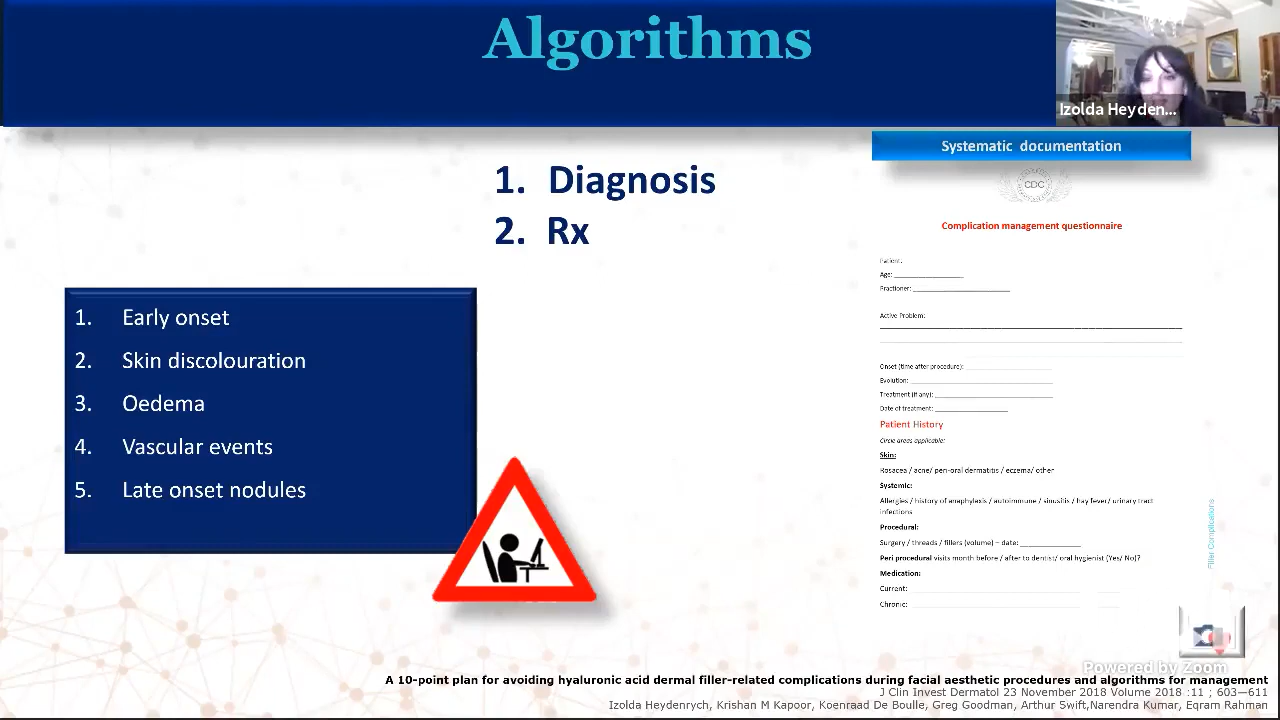 Algorithms
Izolda Heyden...
1. Diagnosis
2. Rx
1. Early onset
2. Skin discolouration
3. Oedema
4. Vascular events
5. Late onset nodules
Systematic documentation
CDC
Complication management questionnaire
Patient:
Age:
Practioner:
Active Problem:
Onset (time after procedure):
Evolution:
Treatment (if any):
Date of treatment:
Patient History
Circle areas applicable:
Skin:
Rosacea / acne/ peri-oral dermatitis / eczema/ other
Systemic:
Allergies / history of anaphylaxis / autoimmune / sinusitis / hay fever/ urinary tract
infections
Procedural:
Surgery / threads / fillers (volume) – date:
Peri procedural visit month before / after to dentist/ oral hygienist (Yes/ No)?
Medication:
Current:
Chronic:
Filler Complications
Powered by Zoom
A 10-point plan for avoiding hyaluronic acid dermal filler-related complications during facial aesthetic procedures and algorithms for management
J Clin Invest Dermatol 23 November 2018 Volume 2018 :11 ; 603—611
Izolda Heydenrych, Krishan M Kapoor, Koenraad De Boulle, Greg Goodman, Arthur Swift,Narendra Kumar, Eqram Rahman